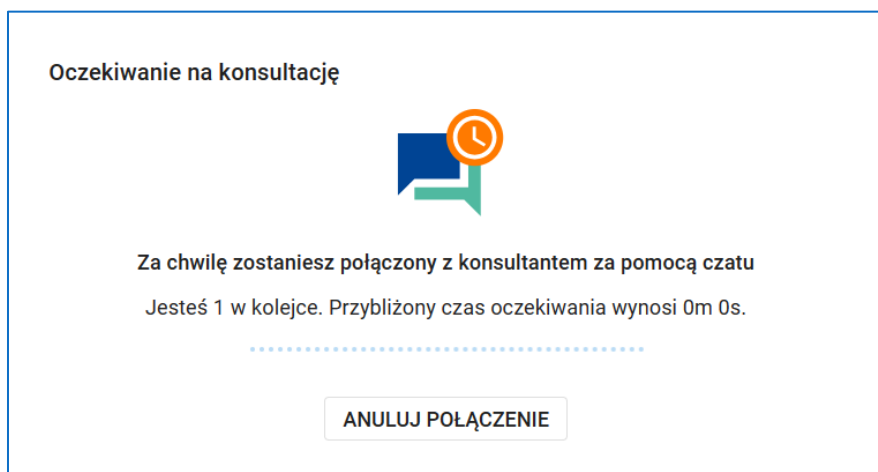 Oczekiwanie na konsultację
Za chwilę zostaniesz połączony z konsultantem za pomocą czatu
Jesteś 1 w kolejce. Przybliżony czas oczekiwania wynosi 0m 0s.
ANULUJ POŁĄCZENIE